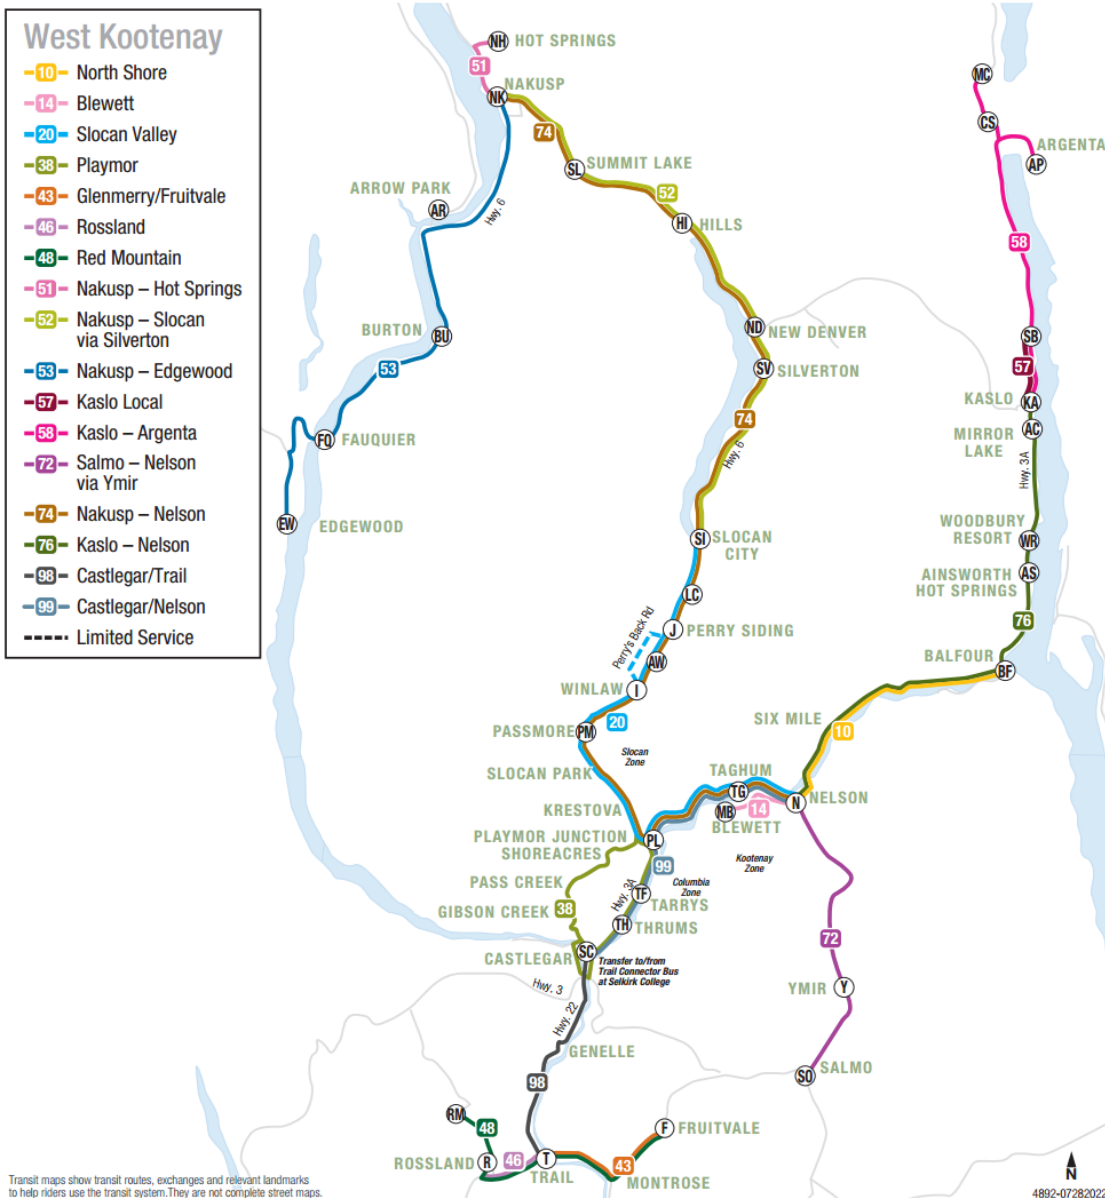 West Kootenay
10 North Shore
14 Blewett
20 Slocan Valley
38 Playmor
43 Glenmerry/Fruitvale
46 Rossland
48 Red Mountain
51 Nakusp – Hot Springs
52 Nakusp – Slocan
via Silverton
53 Nakusp – Edgewood
57 Kaslo Local
58 Kaslo – Argenta
72 Salmo – Nelson
via Ymir
74 Nakusp – Nelson
76 Kaslo – Nelson
98 Castlegar/Trail
99 Castlegar/Nelson
Limited Service
NH HOT SPRINGS
51
NAKUSP
NK
74
SL SUMMIT LAKE
52
HI HILLS
ARROW PARK
AR
Hwy. 6
BURTON BU
53
FQ FAUQUIER
EW EDGEWOOD
ND NEW DENVER
SV SILVERTON
74
Hwy. 6
SI SLOCAN
CITY
LC
J PERRY SIDING
Perry's Back Rd
AW
WINLAW I
20
PASSMORE PM
Slocan
Zone
SLOCAN PARK
KRESTOVA
PLAYMOR JUNCTION
PL
SHOREACRES
99
PASS CREEK
Columbia
Zone
Hwy. 3A
TF
TARRYS
GIBSON CREEK 38
TH THRUMS
CASTLEGAR SC
Transfer to/from
Trail Connector Bus
at Selkirk College
Hwy. 3
Hwy. 22
GENELLE
98
MC
CS
ARGENTA
AP
58
SB
57
KASLO KA
AC
MIRROR
LAKE
Hwy. 3A
WOODBURY
RESORT WR
AINSWORTH
HOT SPRINGS AS
76
BALFOUR BF
SIX MILE
10
TAGHUM
TG
N NELSON
MB 14
BLEWETT
Kootenay
Zone
72
YMIR Y
SO SALMO
RM
48
ROSSLAND R
46
T
TRAIL
43
MONTROSE
F FRUITVALE
N
Transit maps show transit routes, exchanges and relevant landmarks
to help riders use the transit system.They are not complete street maps.
4892-07282022